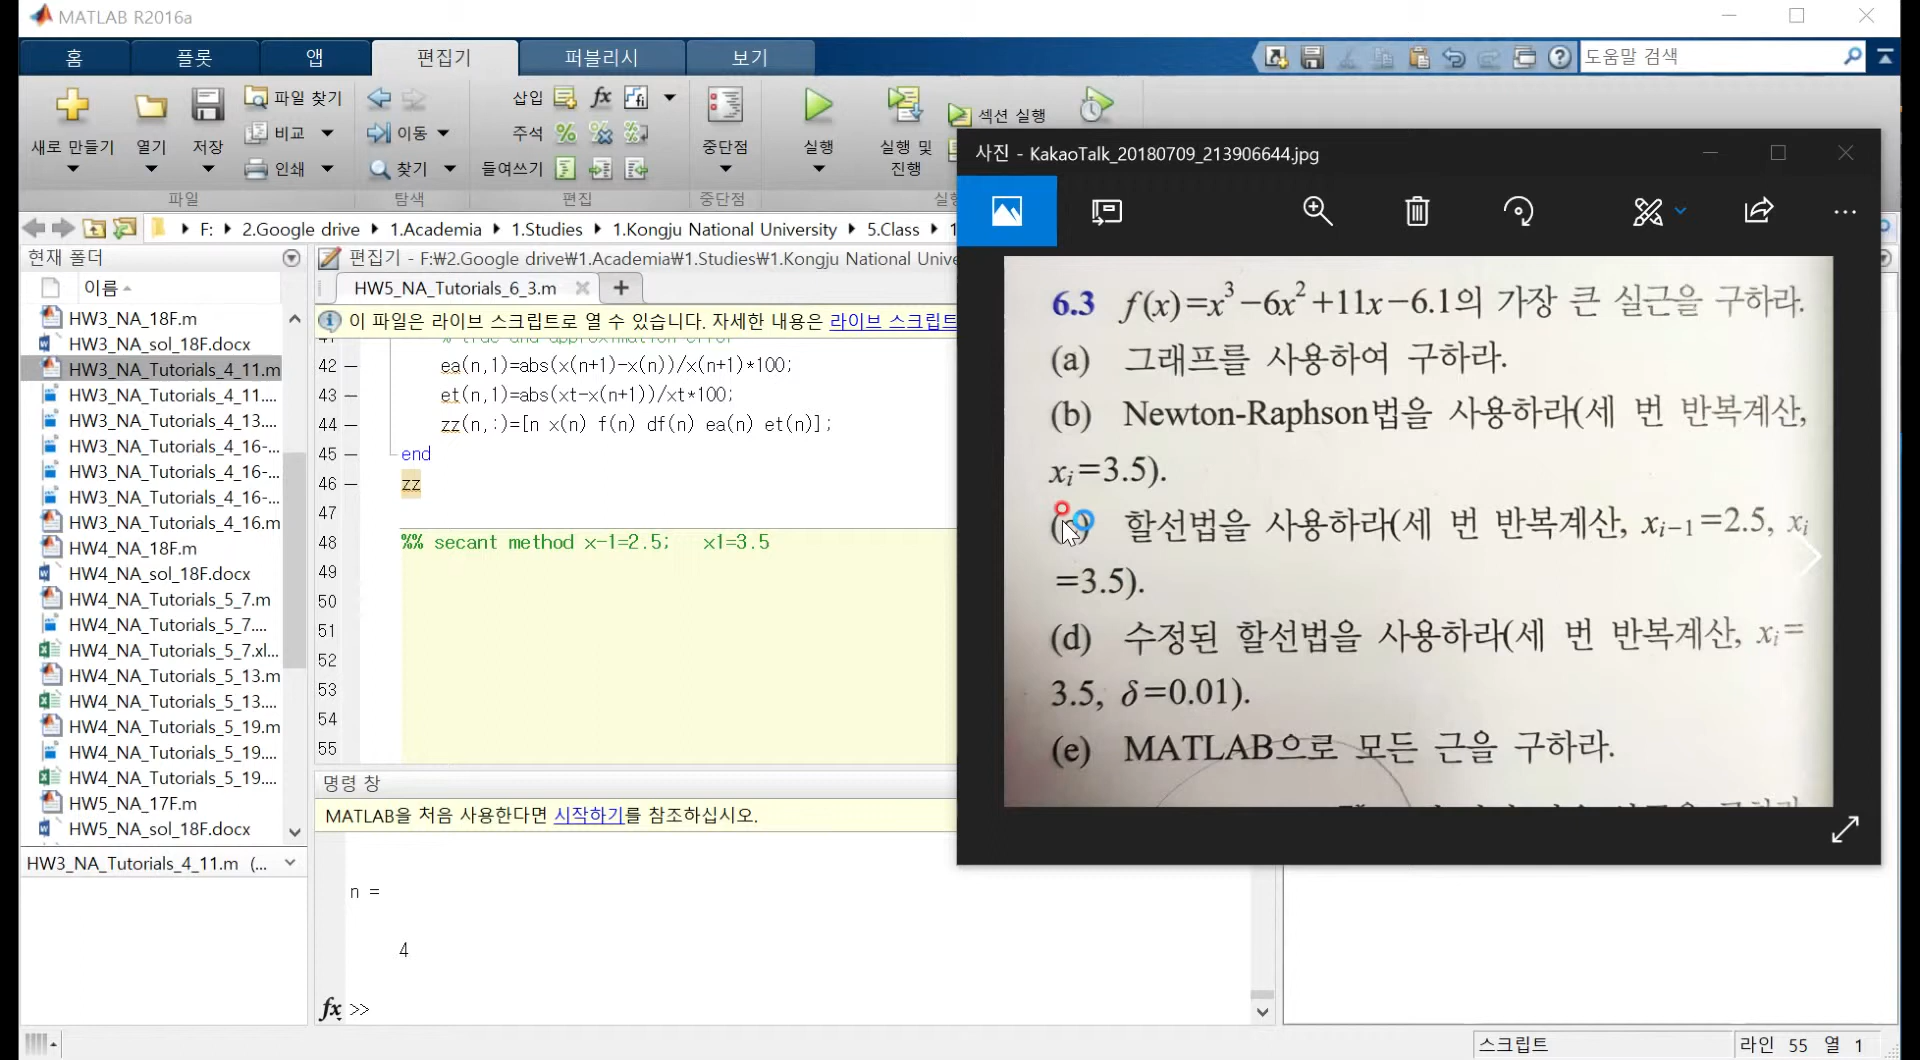 MATLAB R2016a
홈
플롯
앱
편집기
퍼블리시
보기
도움말 검색
새로 만들기
열기
저장
파일 찾기
비교
인쇄
이동
찾기
삽입
fx
주석
들여쓰기
중단점
실행
실행 및
진행
섹션 실행
파일
탐색
편집
중단점
F: 2.Google drive 1.Academia 1.Studies 1.Kongju National University 5.Class
현재 폴더
이름
HW3_NA_18F.m
HW3_NA_sol_18F.docx
HW3_NA_Tutorials_4_11.m
HW3_NA_Tutorials_4_11....
HW3_NA_Tutorials_4_13....
HW3_NA_Tutorials_4_16-...
HW3_NA_Tutorials_4_16-...
HW3_NA_Tutorials_4_16-...
HW3_NA_Tutorials_4_16.m
HW4_NA_18F.m
HW4_NA_sol_18F.docx
HW4_NA_Tutorials_5_7.m
HW4_NA_Tutorials_5_7....
HW4_NA_Tutorials_5_7.xl...
HW4_NA_Tutorials_5_13.m
HW4_NA_Tutorials_5_13....
HW4_NA_Tutorials_5_19.m
HW4_NA_Tutorials_5_19....
HW4_NA_Tutorials_5_19....
HW5_NA_17F.m
HW5_NA_sol_18F.docx
HW3_NA_Tutorials_4_11.m (...
편집기 - F:₩2.Google drive₩1.Academia₩1.Studies₩1.Kongju National Unive
HW5_NA_Tutorials_6_3.m
이 파일은 라이브 스크립트로 열 수 있습니다. 자세한 내용은 라이브 스크립트
% true and approximation error
42 ea(n,1)=abs(x(n+1)-x(n))/x(n+1)*100;
43 et(n,1)=abs(xt-x(n+1))/xt*100;
44 zz(n,:)=[n x(n) f(n) df(n) ea(n) et(n)];
45 end
46 zz
47
48 %% secant method x-1=2.5; x1=3.5
49
50
51
52
53
54
55
명령 창
MATLAB을 처음 사용한다면 시작하기를 참조하십시오.
n =
4
fx >>
사진 - KakaoTalk_20180709_213906644.jpg
6.3 f(x)=x³−6x²+11x−6.1의 가장 큰 실근을 구하라.
(a) 그래프를 사용하여 구하라.
(b) Newton-Raphson법을 사용하라(세 번 반복계산,
xᵢ=3.5).
할선법을 사용하라(세 번 반복계산, xᵢ₋₁=2.5, xᵢ
=3.5).
(d) 수정된 할선법을 사용하라(세 번 반복계산, xᵢ=
3.5, δ=0.01).
(e) MATLAB으로 모든 근을 구하라.
스크립트
라인 55 열 1